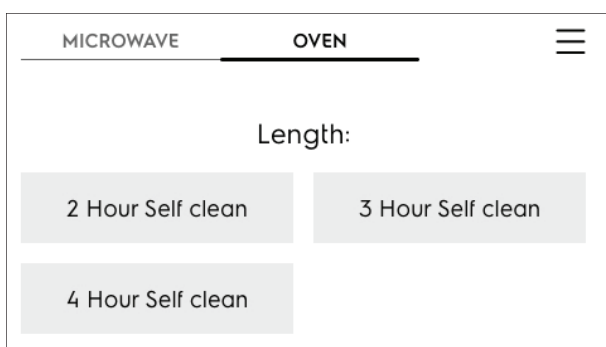 MICROWAVE OVEN
Length:
2 Hour Self clean 3 Hour Self clean
4 Hour Self clean